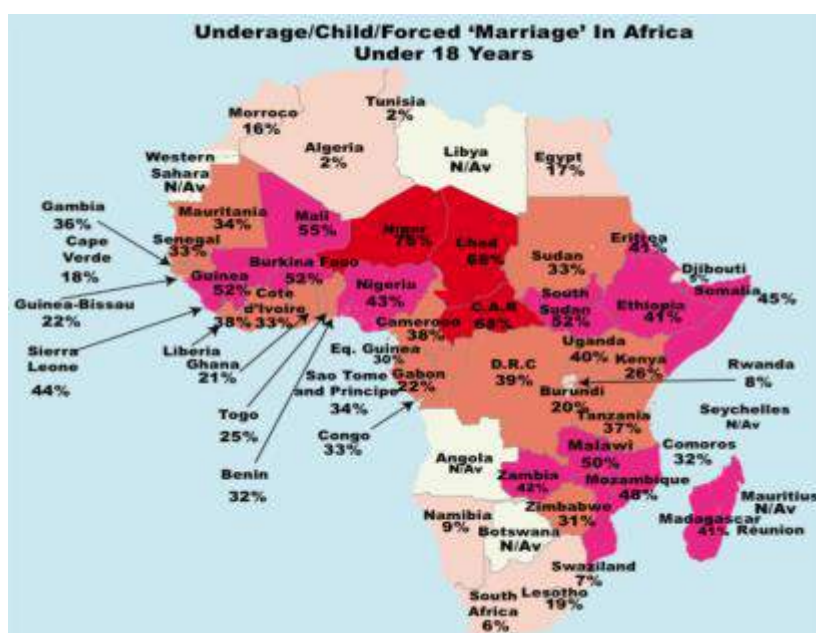 Underage/Child/Forced ‘Marriage’ In Africa
Under 18 Years
Morroco
16%
Tunisia
2%
Algeria
2%
Libya
N/Av
Egypt
17%
Western
Sahara
N/Av
Mauritania
34%
Mali
55%
Niger
Chad
68%
Sudan
33%
Eritrea
41%
Djibouti
5%
Somalia
45%
Gambia
36%
Cape
Verde
18%
Senegal
33%
Guinea-Bissau
22%
Guinea
52%
Burkina Faso
52%
Sierra
Leone
44%
Liberia
38%
Cote
d'Ivoire
33%
Ghana
21%
Togo
25%
Benin
32%
Nigeria
43%
Cameroon
38%
C.A.R
68%
South
Sudan
52%
Ethiopia
41%
Eq. Guinea
30%
Sao Tome
and Principe
34%
Gabon
22%
Congo
33%
D.R.C
39%
Uganda
40%
Kenya
26%
Rwanda
8%
Burundi
20%
Tanzania
37%
Seychelles
N/Av
Comoros
32%
Angola
N/Av
Zambia
42%
Malawi
50%
Mozambique
48%
Zimbabwe
31%
Madagascar
41%
Mauritius
N/Av
Réunion
Namibia
9%
Botswana
N/Av
Swaziland
7%
Lesotho
19%
South
Africa
6%